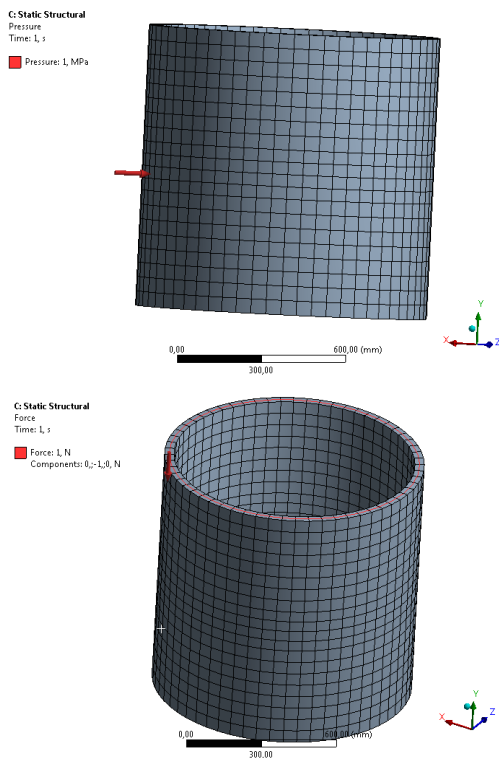 C: Static Structural
Pressure
Time: 1, s
Pressure: 1, MPa
Y
X
Z
0,00
600,00 (mm)
300,00
C: Static Structural
Force
Time: 1, s
Force: 1, N
Components: 0,;-1,;0, N
Y
Z
X
0,00
600,00 (mm)
300,00